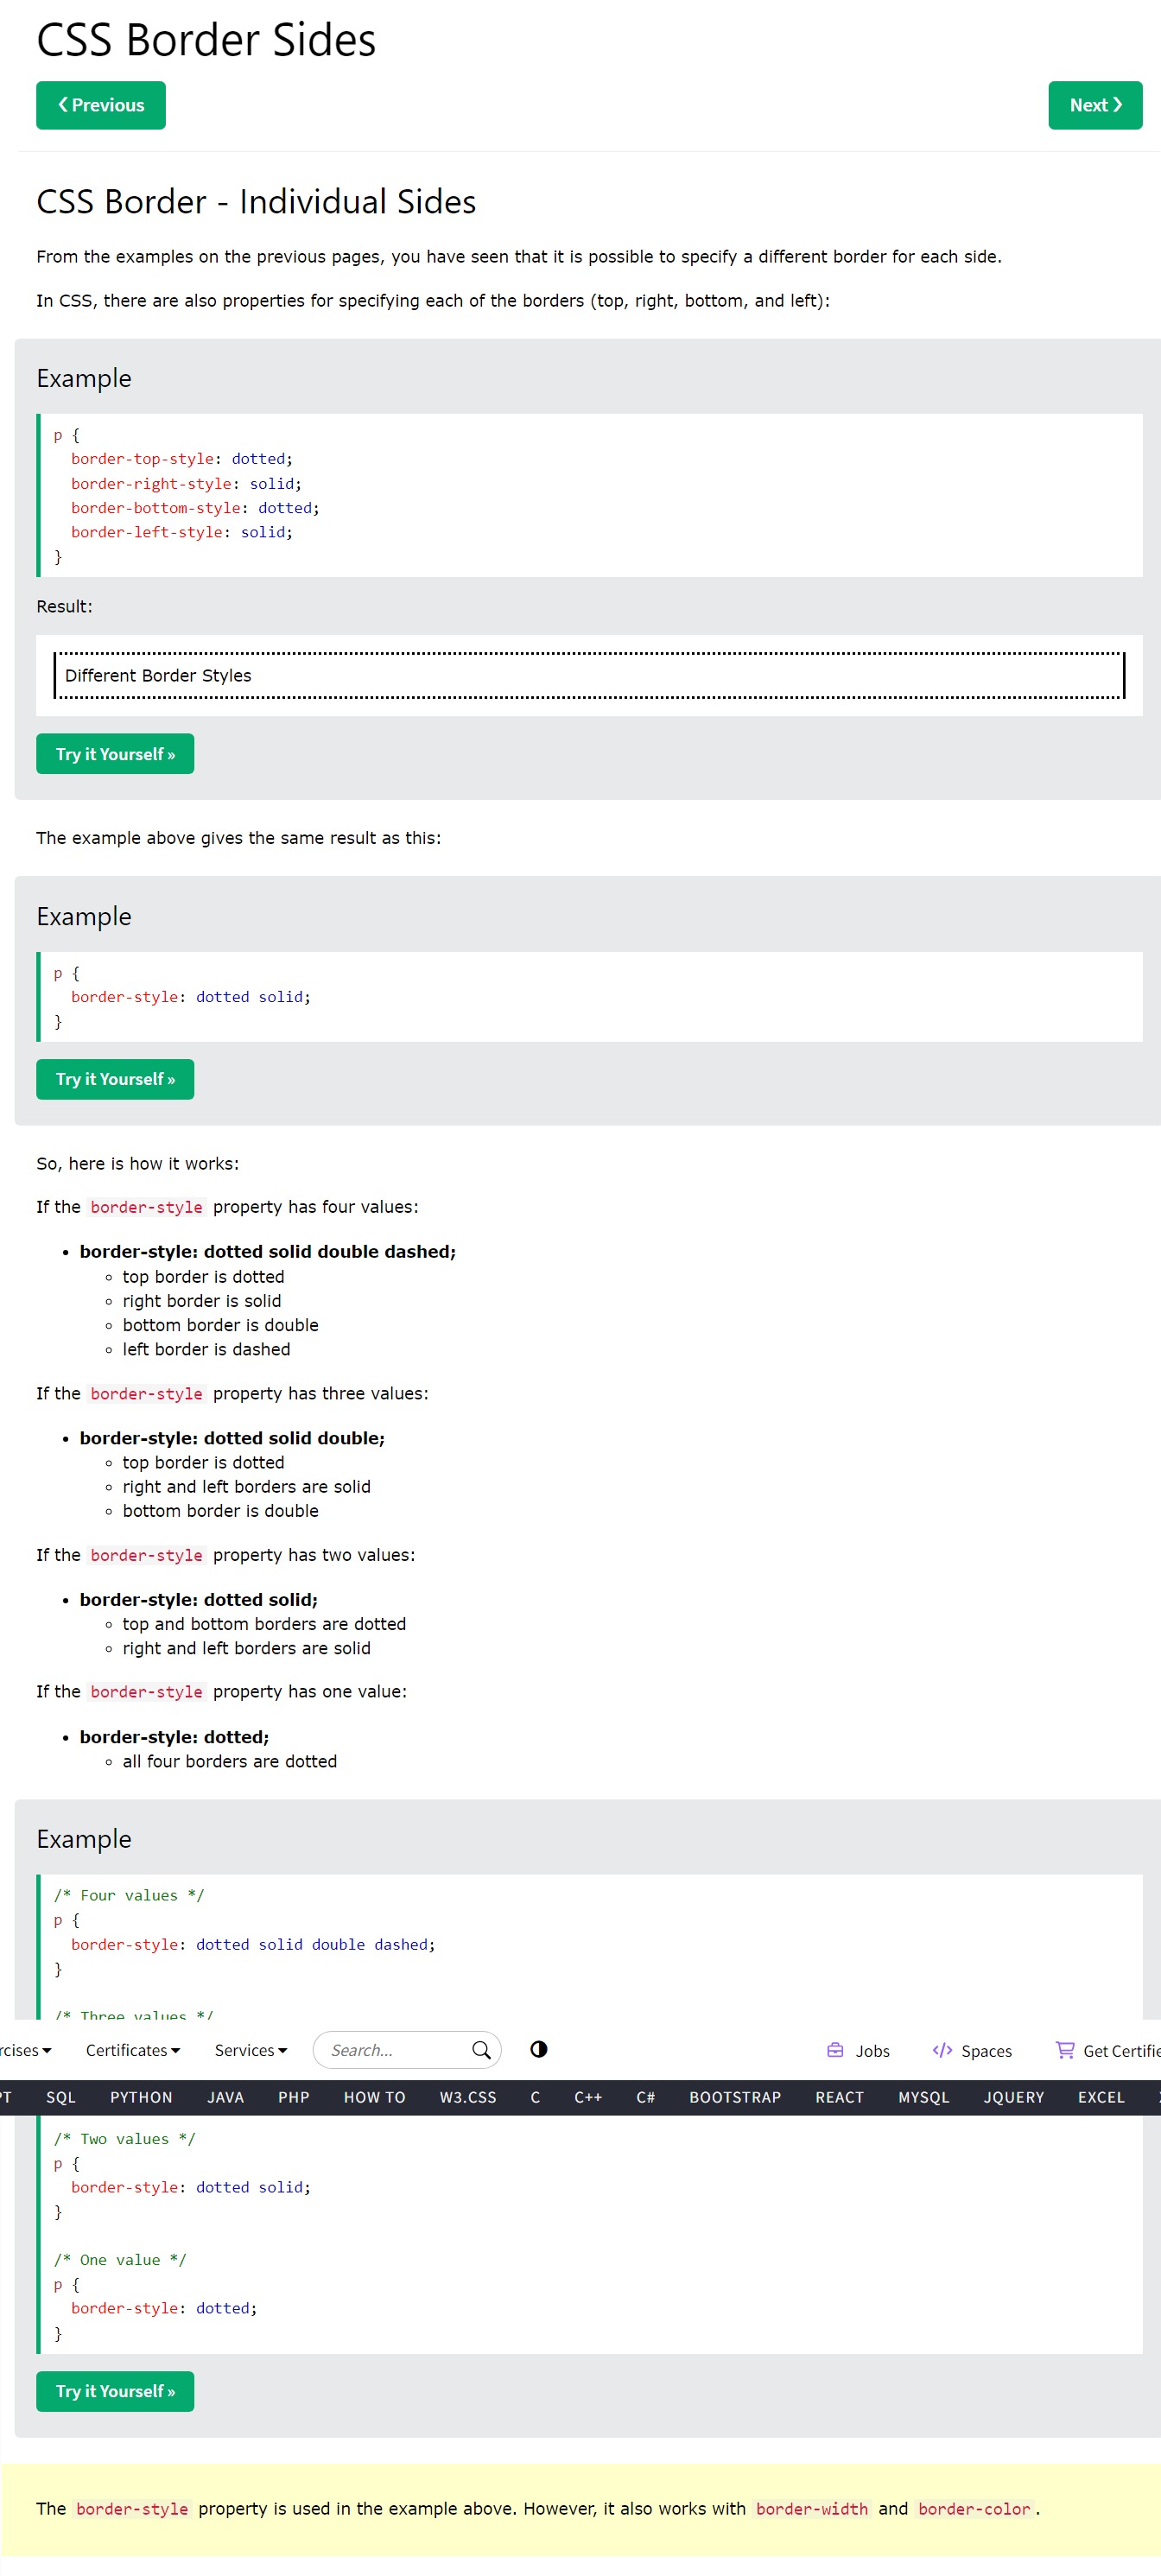 CSS Border Sides
❮ Previous
Next ❯
CSS Border - Individual Sides
From the examples on the previous pages, you have seen that it is possible to specify a different border for each side.
In CSS, there are also properties for specifying each of the borders (top, right, bottom, and left):
Example
p {
  border-top-style: dotted;
  border-right-style: solid;
  border-bottom-style: dotted;
  border-left-style: solid;
}
Result:
Different Border Styles
Try it Yourself »
The example above gives the same result as this:
Example
p {
  border-style: dotted solid;
}
Try it Yourself »
So, here is how it works:
If the border-style property has four values:
• border-style: dotted solid double dashed;
◦ top border is dotted
◦ right border is solid
◦ bottom border is double
◦ left border is dashed
If the border-style property has three values:
• border-style: dotted solid double;
◦ top border is dotted
◦ right and left borders are solid
◦ bottom border is double
If the border-style property has two values:
• border-style: dotted solid;
◦ top and bottom borders are dotted
◦ right and left borders are solid
If the border-style property has one value:
• border-style: dotted;
◦ all four borders are dotted
Example
/* Four values */
p {
  border-style: dotted solid double dashed;
}
/* Three values */
rcises Certificates Services Search... Jobs Spaces Get Certifie
PT SQL PYTHON JAVA PHP HOW TO W3.CSS C C++ C# BOOTSTRAP REACT MYSQL JQUERY EXCEL
/* Two values */
p {
  border-style: dotted solid;
}
/* One value */
p {
  border-style: dotted;
}
Try it Yourself »
The border-style property is used in the example above. However, it also works with border-width and border-color.